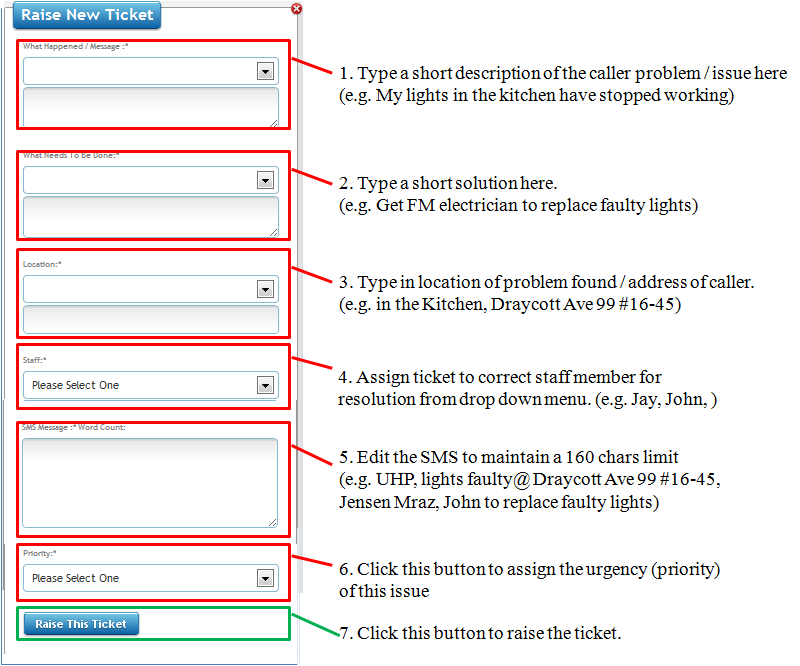 Raise New Ticket
What Happened / Message :*
1. Type a short description of the caller problem / issue here
(e.g. My lights in the kitchen have stopped working)
What Needs To be Done:*
2. Type a short solution here.
(e.g. Get FM electrician to replace faulty lights)
Location:*
3. Type in location of problem found / address of caller.
(e.g. in the Kitchen, Draycott Ave 99 #16-45)
Staff:*
Please Select One
4. Assign ticket to correct staff member for
resolution from drop down menu. (e.g. Jay, John, )
SMS Message :* Word Count:
5. Edit the SMS to maintain a 160 chars limit
(e.g. UHP, lights faulty@ Draycott Ave 99 #16-45,
Jensen Mraz, John to replace faulty lights)
Priority:*
Please Select One
6. Click this button to assign the urgency (priority)
of this issue
Raise This Ticket
7. Click this button to raise the ticket.